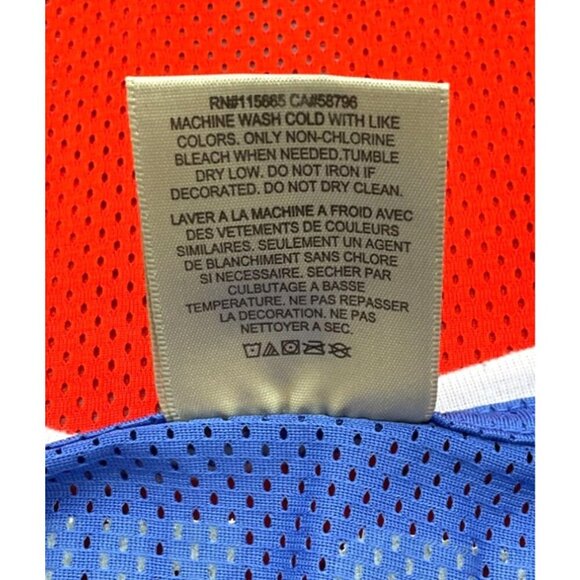 RN#115665 CA#58796
MACHINE WASH COLD WITH LIKE
COLORS. ONLY NON-CHLORINE
BLEACH WHEN NEEDED.TUMBLE
DRY LOW. DO NOT IRON IF
DECORATED. DO NOT DRY CLEAN.
LAVER A LA MACHINE A FROID AVEC
DES VETEMENTS DE COULEURS
SIMILAIRES. SEULEMENT UN AGENT
DE BLANCHIMENT SANS CHLORE
SI NECESSAIRE. SECHER PAR
CULBUTAGE A BASSE
TEMPERATURE. NE PAS REPASSER
LA DECORATION. NE PAS
NETTOYER A SEC.